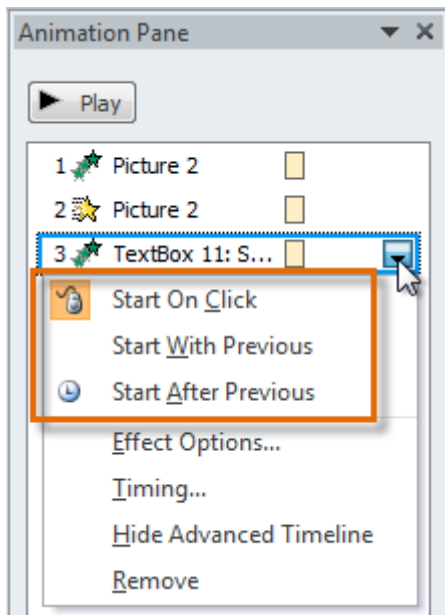 Animation Pane
Play
1 Picture 2
2 Picture 2
3 TextBox 11: S...
Start On Click
Start With Previous
Start After Previous
Effect Options...
Timing...
Hide Advanced Timeline
Remove